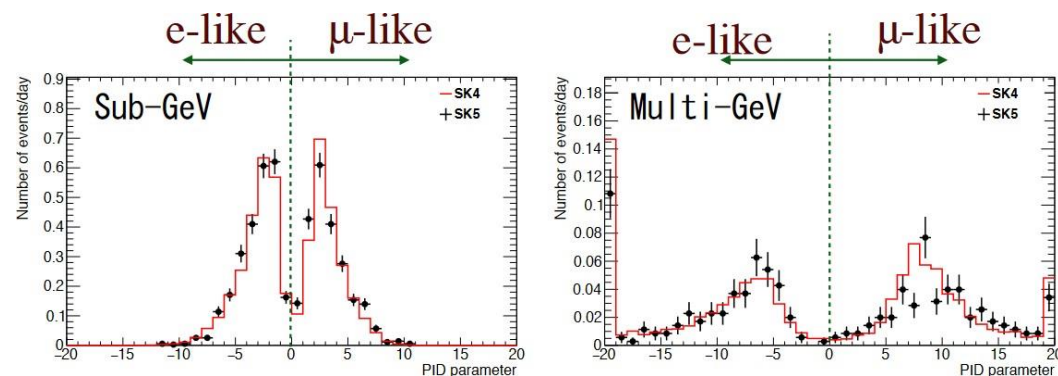 e-like μ-like
Sub-GeV
SK4
SK5
Number of events/day
0.9
0.8
0.7
0.6
0.5
0.4
0.3
0.2
0.1
0
−20 −15 −10 −5 0 5 10 15 20
PID parameter
e-like μ-like
Multi-GeV
SK4
SK5
Number of events/day
0.18
0.16
0.14
0.12
0.1
0.08
0.06
0.04
0.02
0
−20 −15 −10 −5 0 5 10 15 20
PID parameter